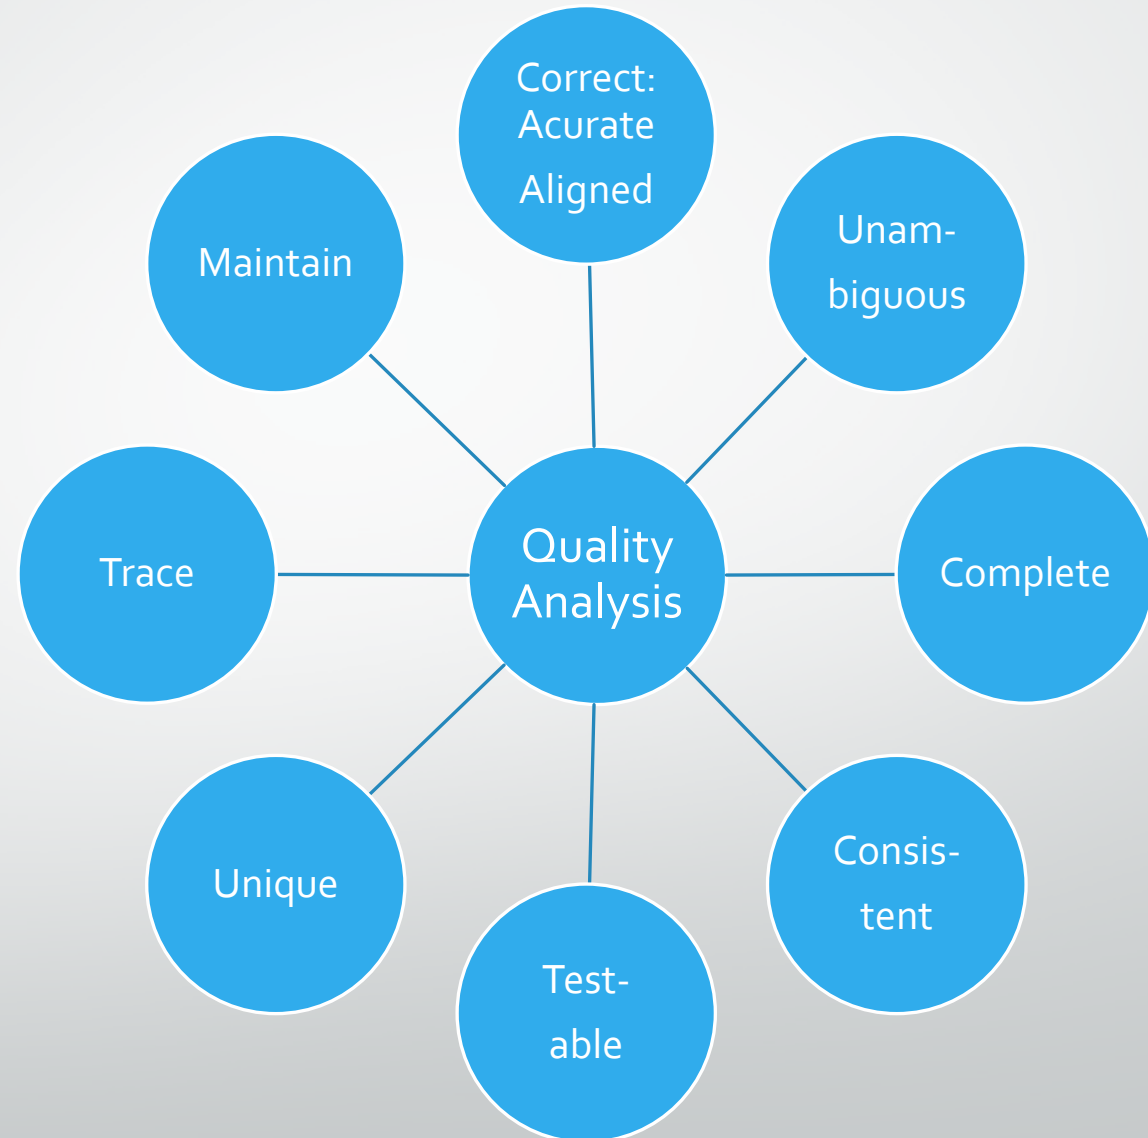 Correct:
Acurate
Aligned
Unam-
biguous
Complete
Consis-
tent
Test-
able
Unique
Trace
Maintain
Quality
Analysis